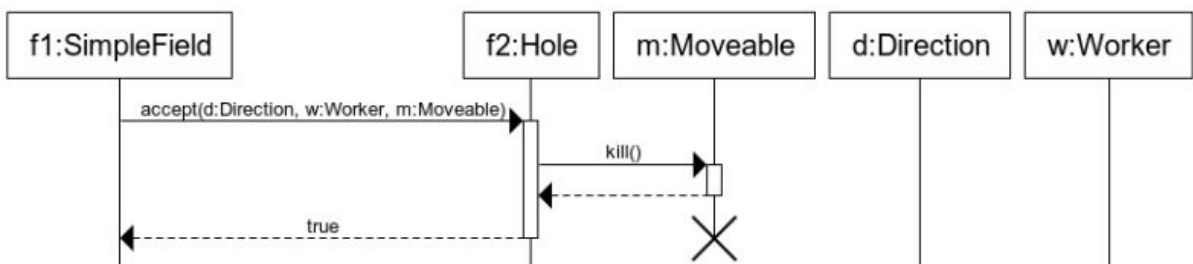 f1:SimpleField
f2:Hole
m:Moveable
d:Direction
w:Worker
accept(d:Direction, w:Worker, m:Moveable)
kill()
true